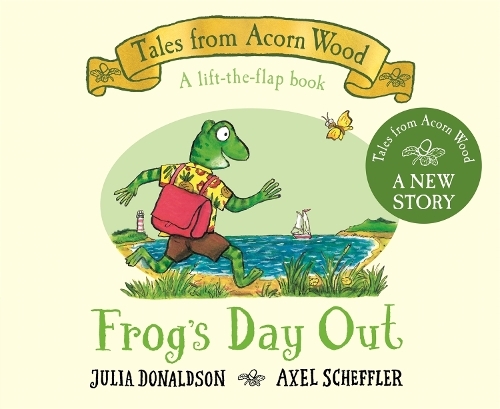 Tales from Acorn Wood
A lift-the-flap book
Tales from Acorn Wood
A NEW
STORY
Frog's Day Out
JULIA DONALDSON AXEL SCHEFFLER